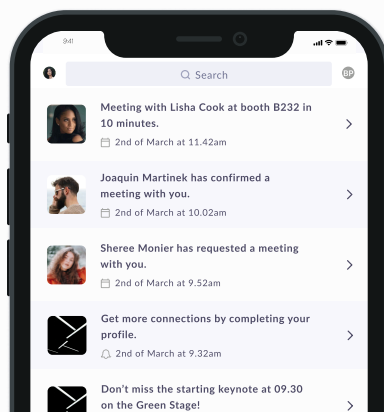 9:41
Search
BP
Meeting with Lisha Cook at booth B232 in
10 minutes.
2nd of March at 11.42am
Joaquin Martinek has confirmed a
meeting with you.
2nd of March at 10.02am
Sheree Monier has requested a meeting
with you.
2nd of March at 9.52am
Get more connections by completing your
profile.
2nd of March at 9.32am
Don't miss the starting keynote at 09.30
on the Green Stage!